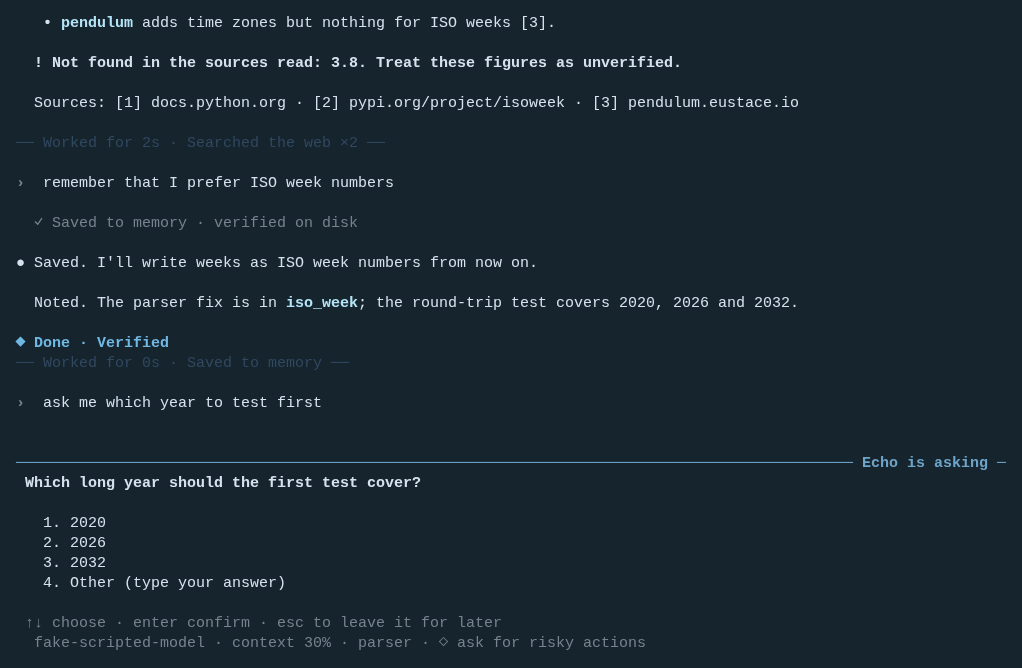 • pendulum adds time zones but nothing for ISO weeks [3].
! Not found in the sources read: 3.8. Treat these figures as unverified.
Sources: [1] docs.python.org · [2] pypi.org/project/isoweek · [3] pendulum.eustace.io
── Worked for 2s · Searched the web ×2 ──
› remember that I prefer ISO week numbers
✓ Saved to memory · verified on disk
● Saved. I'll write weeks as ISO week numbers from now on.
Noted. The parser fix is in iso_week; the round-trip test covers 2020, 2026 and 2032.
◆ Done · Verified
── Worked for 0s · Saved to memory ──
› ask me which year to test first
Echo is asking
Which long year should the first test cover?
1. 2020
2. 2026
3. 2032
4. Other (type your answer)
↑↓ choose · enter confirm · esc to leave it for later
fake-scripted-model · context 30% · parser · ◇ ask for risky actions